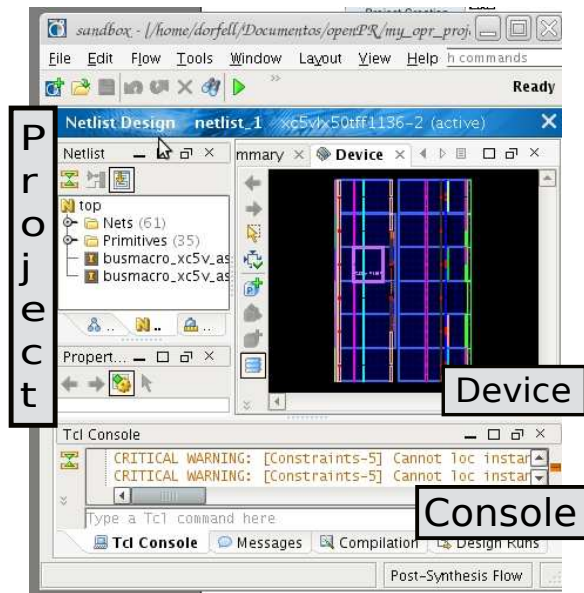 sandbox - [/home/dorfell/Documentos/openPR/my_opr_proj.
File Edit Flow Tools Window Layout View Help h commands
Ready
Netlist Design netlist_1 xc5vlx50tff1136-2 (active)
Project
Netlist
mmary Device
top
Nets (61)
Primitives (35)
busmacro_xc5v_as
busmacro_xc5v_as
Propert...
Device
Tcl Console
CRITICAL WARNING: [Constraints-5] Cannot loc instar
CRITICAL WARNING: [Constraints-5] Cannot loc instar
Console
Type a Tcl command here
Tcl Console Messages Compilation Design Runs
Post-Synthesis Flow